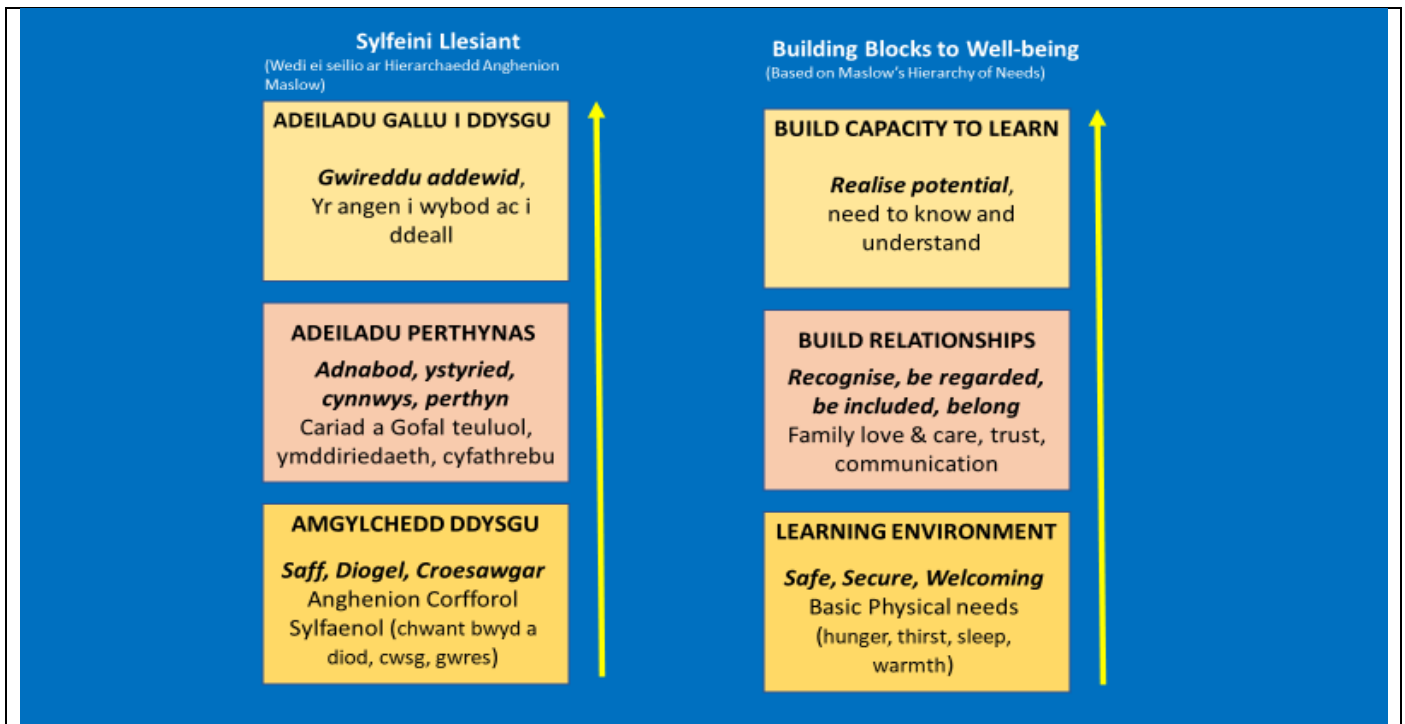 Sylfeini Llesiant
(Wedi ei seilio ar Hierarchaedd Anghenion
Maslow)
ADEILADU GALLU I DDYSGU
Gwireddu addewid,
Yr angen i wybod ac i
ddeall
ADEILADU PERTHYNAS
Adnabod, ystyried,
cynnwys, perthyn
Cariad a Gofal teuluol,
ymddiriedaeth, cyfathrebu
AMGYLCHEDD DDYSGU
Saff, Diogel, Croesawgar
Anghenion Corfforol
Sylfaenol (chwant bwyd a
diod, cwsg, gwres)
Building Blocks to Well-being
(Based on Maslow's Hierarchy of Needs)
BUILD CAPACITY TO LEARN
Realise potential,
need to know and
understand
BUILD RELATIONSHIPS
Recognise, be regarded,
be included, belong
Family love & care, trust,
communication
LEARNING ENVIRONMENT
Safe, Secure, Welcoming
Basic Physical needs
(hunger, thirst, sleep,
warmth)